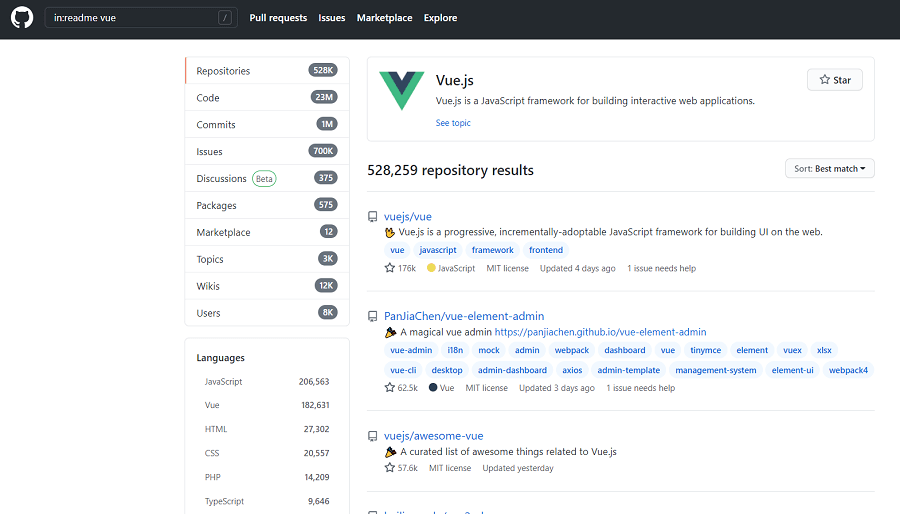 in:readme vue /
Pull requests Issues Marketplace Explore
Repositories 528K
Code 23M
Commits 1M
Issues 700K
Discussions Beta 375
Packages 575
Marketplace 12
Topics 3K
Wikis 12K
Users 8K
Languages
JavaScript 206,563
Vue 182,631
HTML 27,302
CSS 20,557
PHP 14,209
TypeScript 9,646
Vue.js
Star
Vue.js is a JavaScript framework for building interactive web applications.
See topic
528,259 repository results
Sort: Best match
vuejs/vue
Vue.js is a progressive, incrementally-adoptable JavaScript framework for building UI on the web.
vue javascript framework frontend
176k JavaScript MIT license Updated 4 days ago 1 issue needs help
PanJiaChen/vue-element-admin
A magical vue admin https://panjiachen.github.io/vue-element-admin
vue-admin i18n mock admin webpack dashboard vue tinymce element vuex xlsx
vue-cli desktop admin-dashboard axios admin-template management-system element-ui webpack4
62.5k Vue MIT license Updated 3 days ago 1 issue needs help
vuejs/awesome-vue
A curated list of awesome things related to Vue.js
57.6k MIT license Updated yesterday